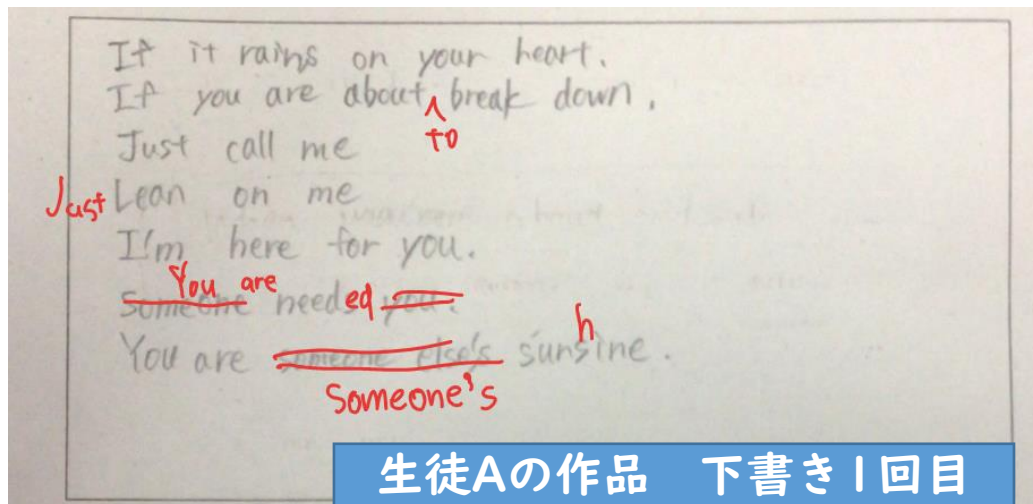 If it rains on your heart.
If you are about break down.
to
Just call me
Just Lean on me
I'm here for you.
You are
Someone needs ed you.
h
You are someone else's sunsine.
Someone's
生徒Aの作品 下書き1回目